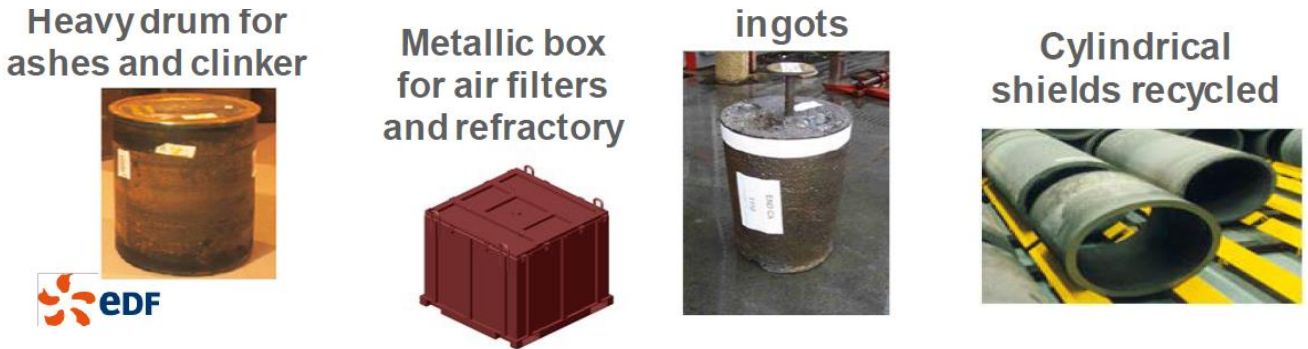 Heavy drum for
ashes and clinker
Metallic box
for air filters
and refractory
ingots
Cylindrical
shields recycled
eDF